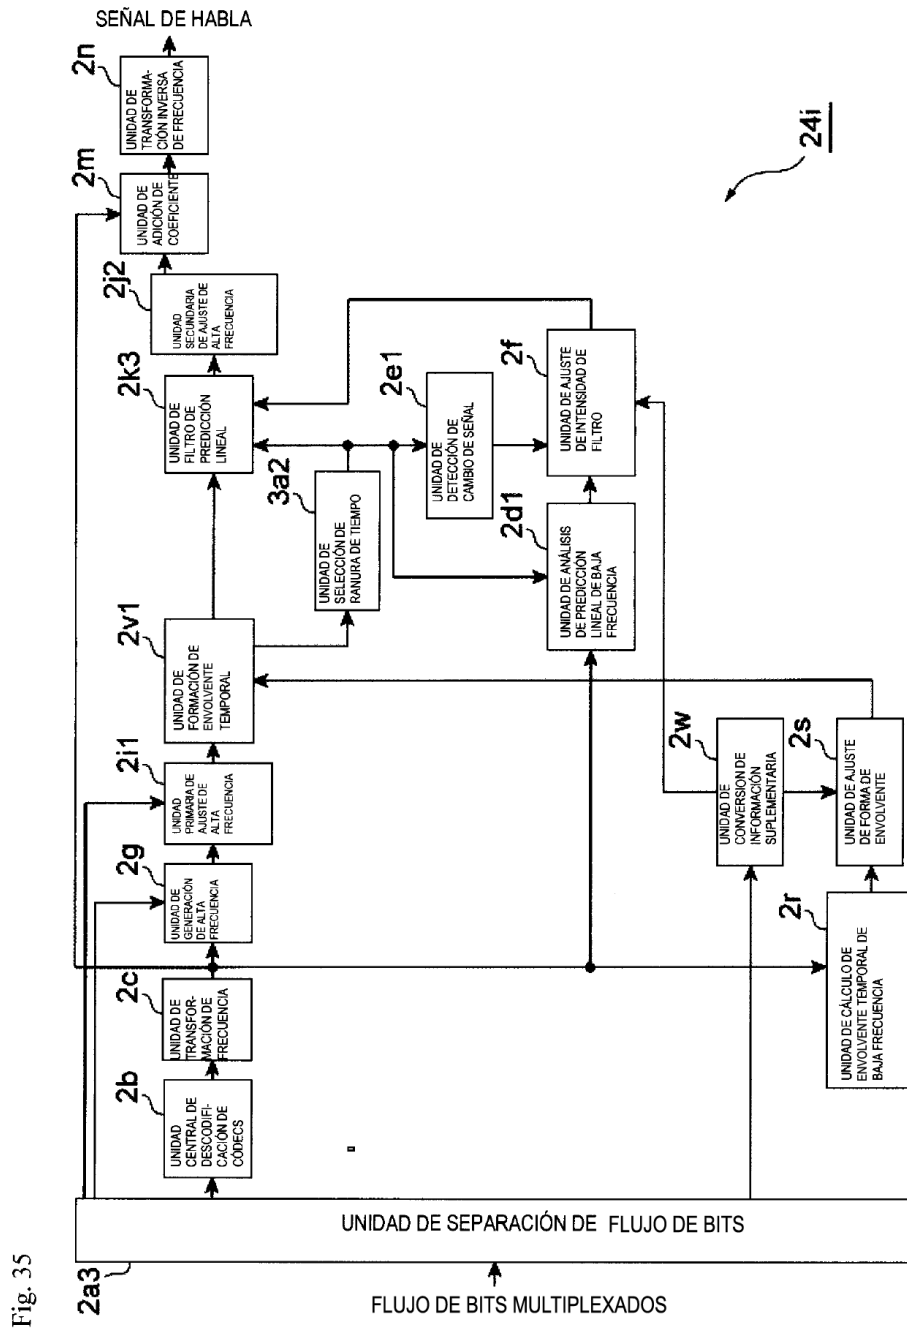 Fig. 35
SEÑAL DE HABLA
2n
UNIDAD DE
TRANSFORMA-
CIÓN INVERSA
DE FRECUENCIA
2m
UNIDAD DE
ADICIÓN DE
COEFICIENTE
2j2
UNIDAD
SECUNDARIA
DE AJUSTE DE
ALTA
FRECUENCIA
2k3
UNIDAD DE
FILTRO DE
PREDICCIÓN
LINEAL
3a2
UNIDAD DE
SELECCIÓN DE
RANURA DE TIEMPO
2e1
UNIDAD DE
DETECCIÓN DE
CAMBIO DE SEÑAL
2f
UNIDAD DE AJUSTE
DE INTENSIDAD DE
FILTRO
2d1
UNIDAD DE ANÁLISIS
DE PREDICCIÓN
LINEAL DE BAJA
FRECUENCIA
24i
2v1
UNIDAD DE
FORMACIÓN DE
ENVOLVENTE
TEMPORAL
2i1
UNIDAD
PRIMARIA DE
AJUSTE DE
ALTA
FRECUENCIA
2g
UNIDAD DE
GENERACIÓN
DE ALTA
FRECUENCIA
2c
UNIDAD DE
TRANSFOR-
MACIÓN DE
FRECUENCIA
2b
UNIDAD
CENTRAL DE
DESCODIFI-
CACIÓN DE
CÓDECS
2w
UNIDAD DE
CONVERSION DE
INFORMACIÓN
SUPLEMENTARIA
2s
UNIDAD DE AJUSTE
DE FORMA DE
ENVOLVENTE
2r
UNIDAD DE CÁLCULO DE
ENVOLVENTE TEMPORAL DE
BAJA FRECUENCIA
UNIDAD DE SEPARACIÓN DE FLUJO DE BITS
2a3
FLUJO DE BITS MULTIPLEXADOS